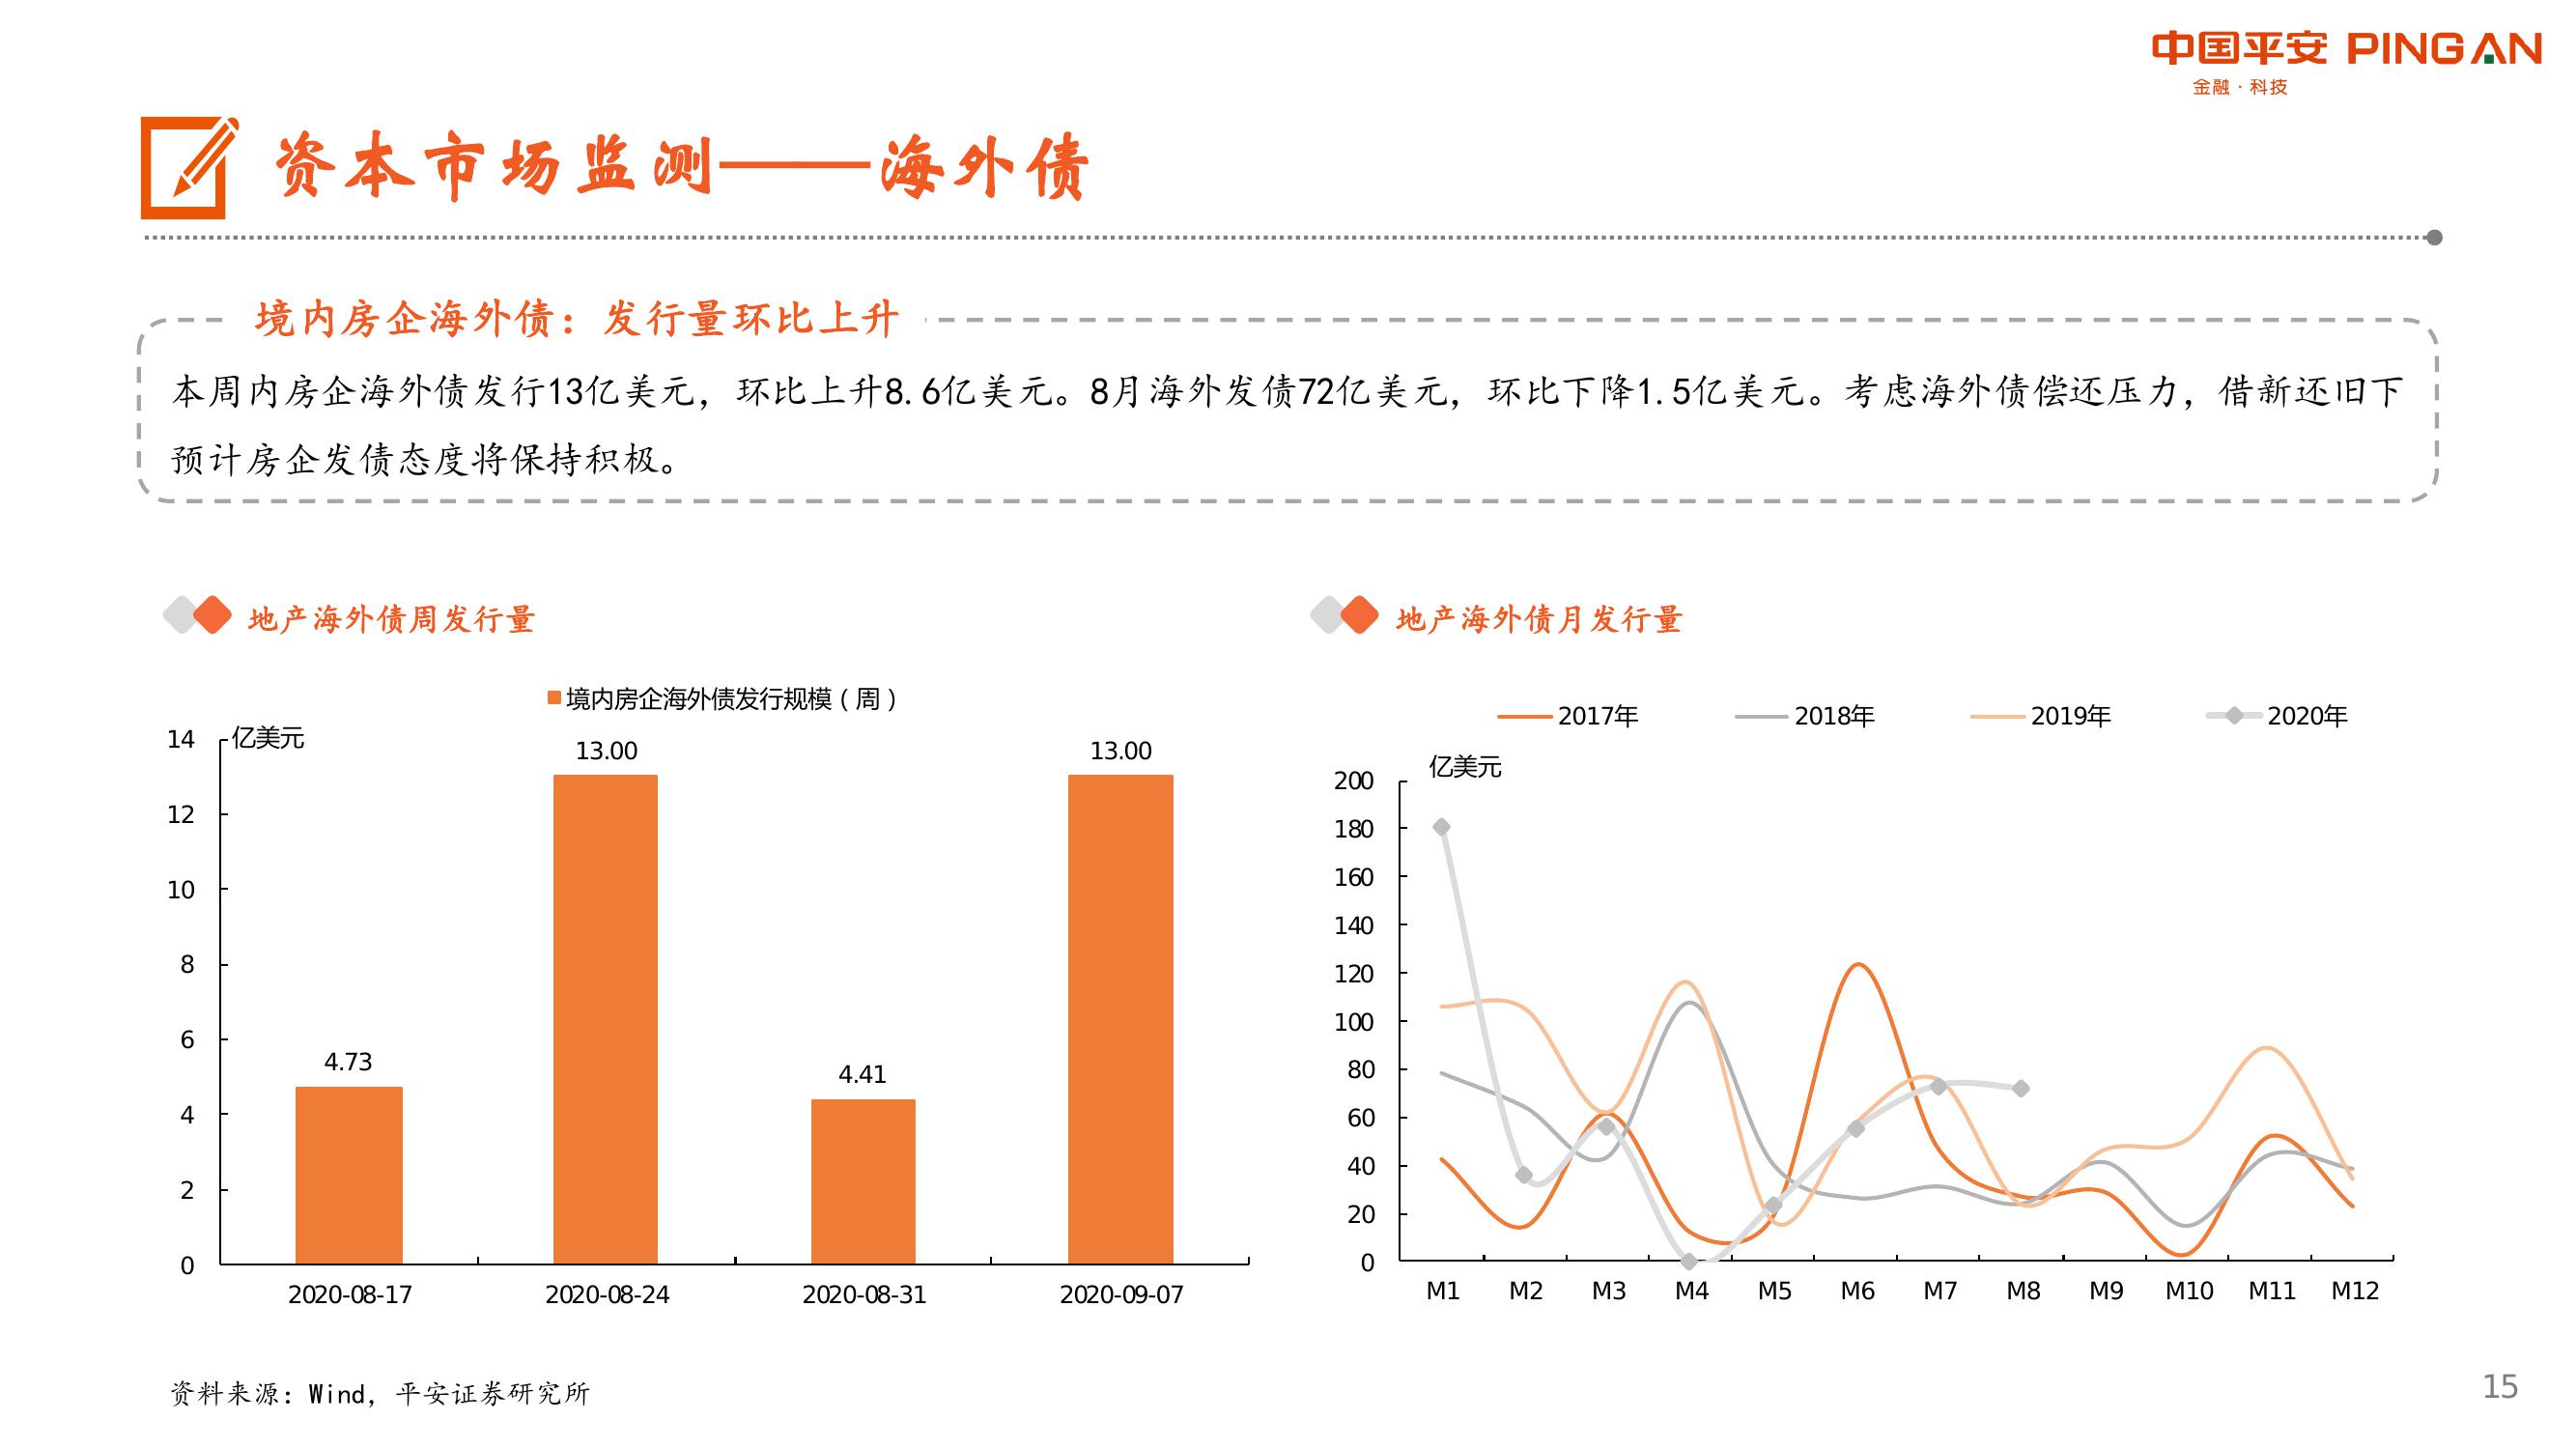 中国平安 PINGAN
金融·科技
资本市场监测——海外债
境内房企海外债：发行量环比上升
本周内房企海外债发行13亿美元，环比上升8.6亿美元。8月海外发债72亿美元，环比下降1.5亿美元。考虑海外债偿还压力，借新还旧下
预计房企发债态度将保持积极。
地产海外债周发行量
境内房企海外债发行规模（周）
亿美元
14
12
10
8
6
4
2
0
4.73
13.00
4.41
13.00
2020-08-17 2020-08-24 2020-08-31 2020-09-07
地产海外债月发行量
2017年 2018年 2019年 2020年
亿美元
200
180
160
140
120
100
80
60
40
20
0
M1 M2 M3 M4 M5 M6 M7 M8 M9 M10 M11 M12
资料来源：Wind，平安证券研究所
15